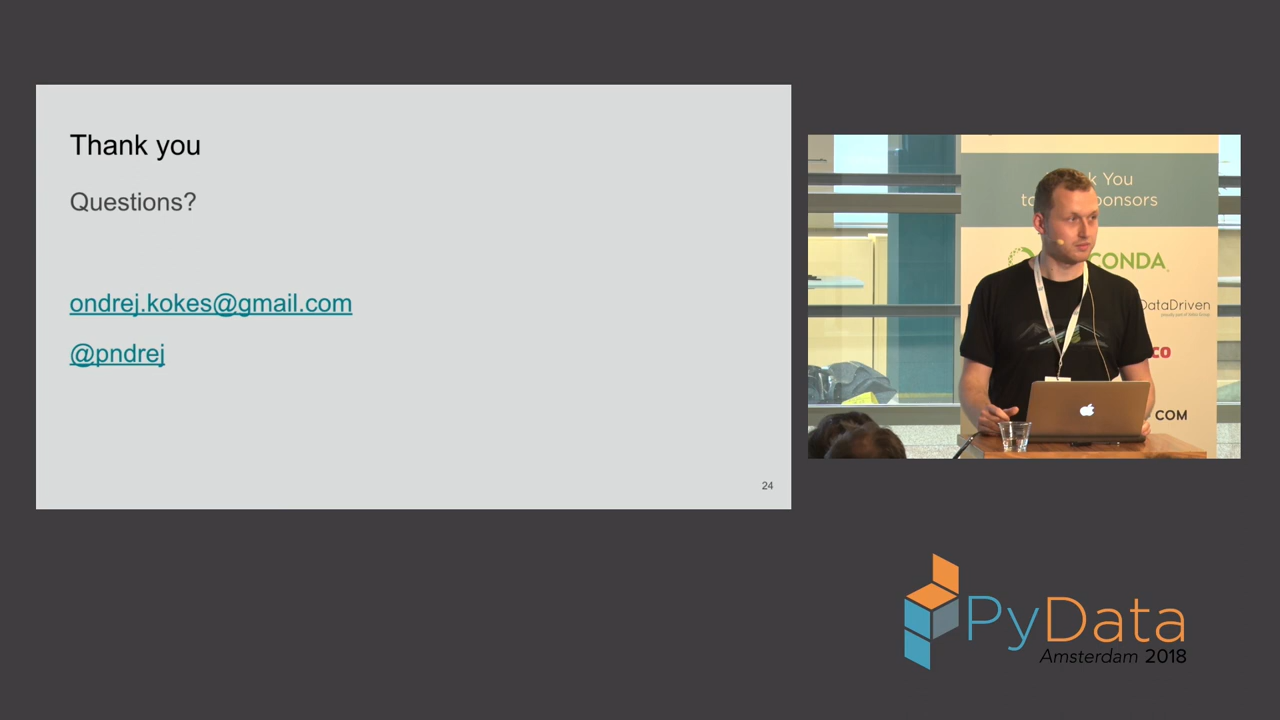 Thank you
Questions?
ondrej.kokes@gmail.com
@pndrej
24
You
to
onsors
CONDA
DataDriven
co
COM
PyData
Amsterdam 2018